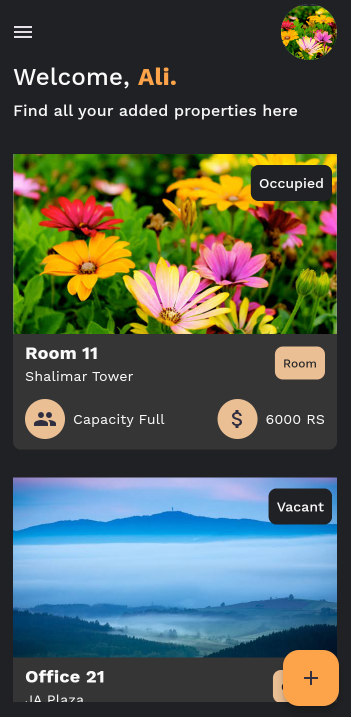 Welcome, Ali.
Find all your added properties here
Occupied
Room 11
Room
Shalimar Tower
Capacity Full
6000 RS
Vacant
Office 21
JA Plaza